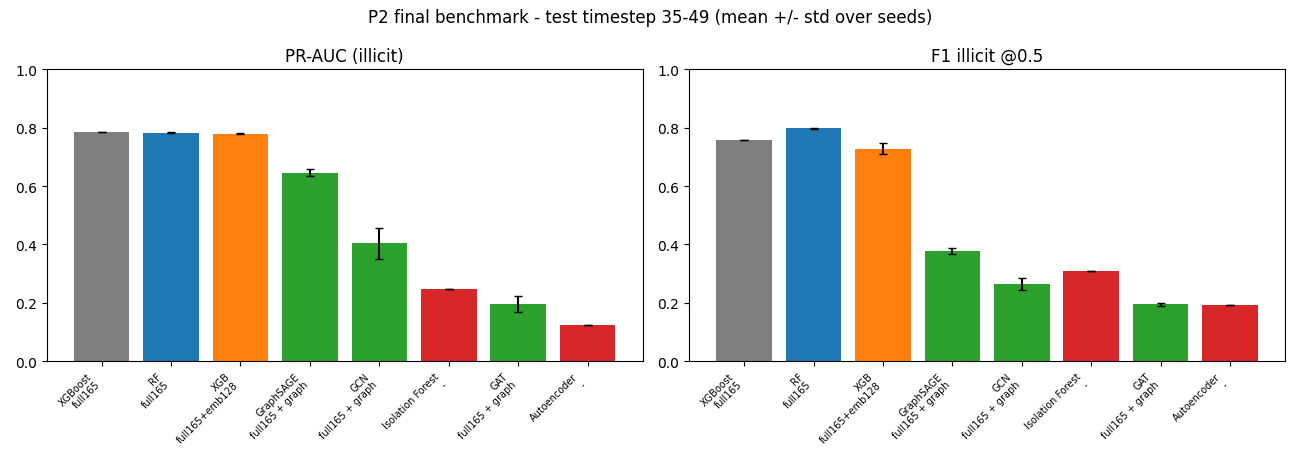 P2 final benchmark - test timestep 35-49 (mean +/- std over seeds)
PR-AUC (illicit)
1.0
0.8
0.6
0.4
0.2
0.0
XGBoost
full165
RF
full165
XGB
full165+emb128
GraphSAGE
full165 + graph
GCN
full165 + graph
Isolation Forest
-
GAT
full165 + graph
Autoencoder
-
F1 illicit @0.5
1.0
0.8
0.6
0.4
0.2
0.0
XGBoost
full165
RF
full165
XGB
full165+emb128
GraphSAGE
full165 + graph
GCN
full165 + graph
Isolation Forest
-
GAT
full165 + graph
Autoencoder
-